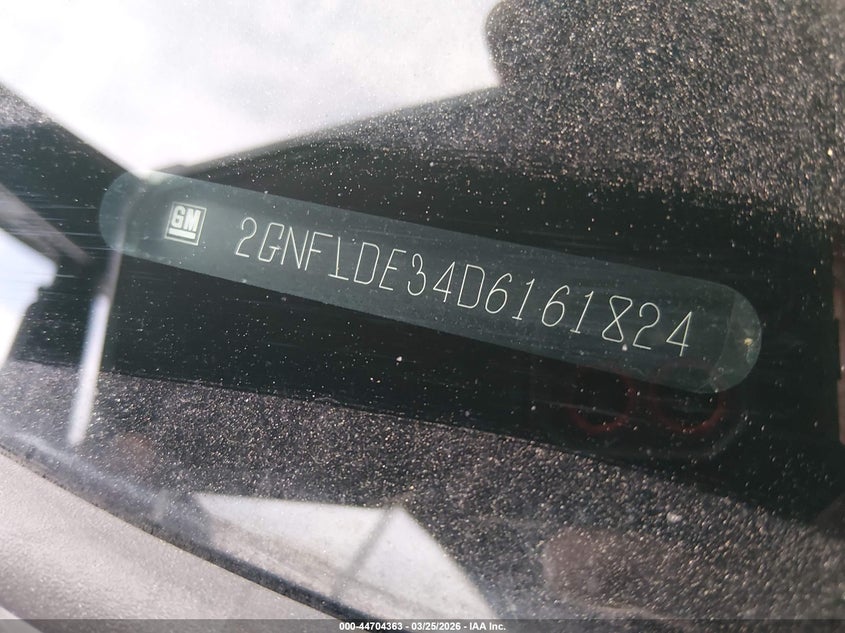 GM
2GNFLDE34D6161824
000-44704363 - 03/25/2026 - IAA Inc.